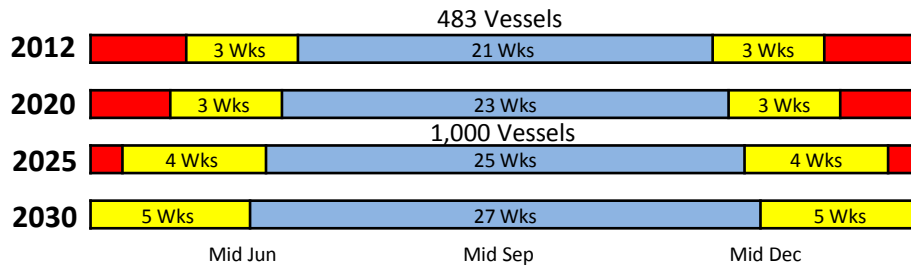 483 Vessels
2012 3 Wks 21 Wks 3 Wks
2020 3 Wks 23 Wks 3 Wks
1,000 Vessels
2025 4 Wks 25 Wks 4 Wks
2030 5 Wks 27 Wks 5 Wks
Mid Jun Mid Sep Mid Dec